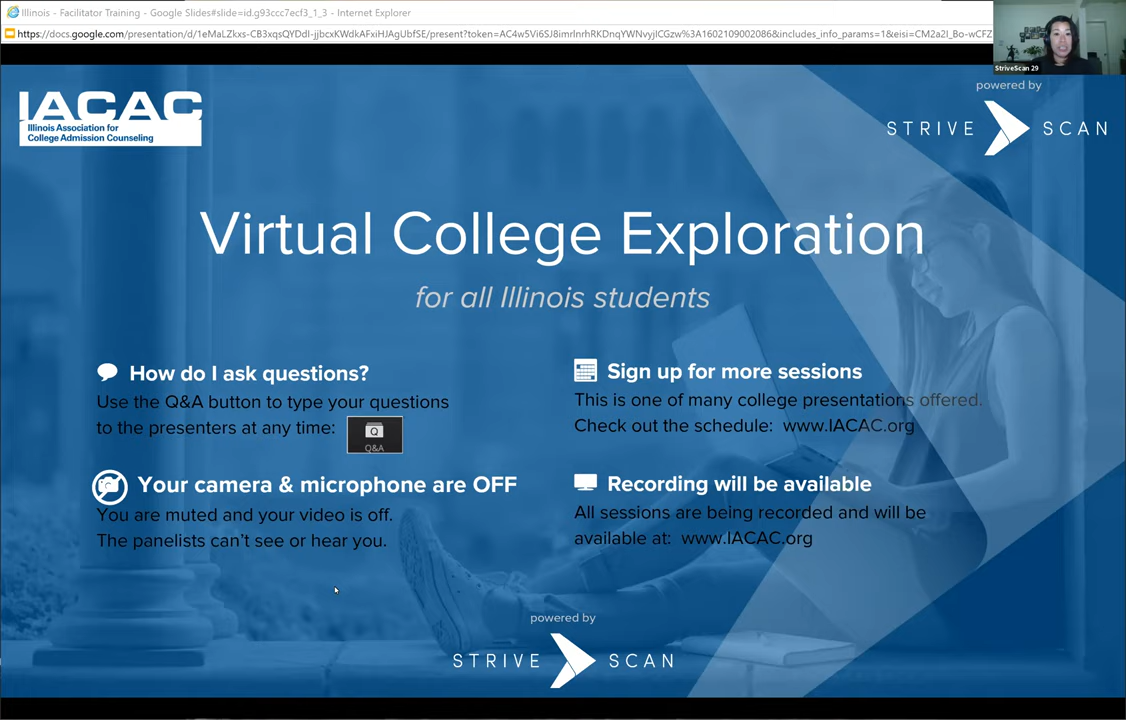 Illinois - Facilitator Training - Google Slides#slide=id.g93ccc7ecf3_1_3 - Internet Explorer
StriveScan 29
powered by
STRIVE SCAN
IACAC
Illinois Association for
College Admission Counseling
Virtual College Exploration
for all Illinois students
How do I ask questions?
Use the Q&A button to type your questions
to the presenters at any time:
Q
Q&A
Your camera & microphone are OFF
You are muted and your video is off.
The panelists can't see or hear you.
Sign up for more sessions
This is one of many college presentations offered.
Check out the schedule: www.IACAC.org
Recording will be available
All sessions are being recorded and will be
available at: www.IACAC.org
powered by
STRIVE SCAN